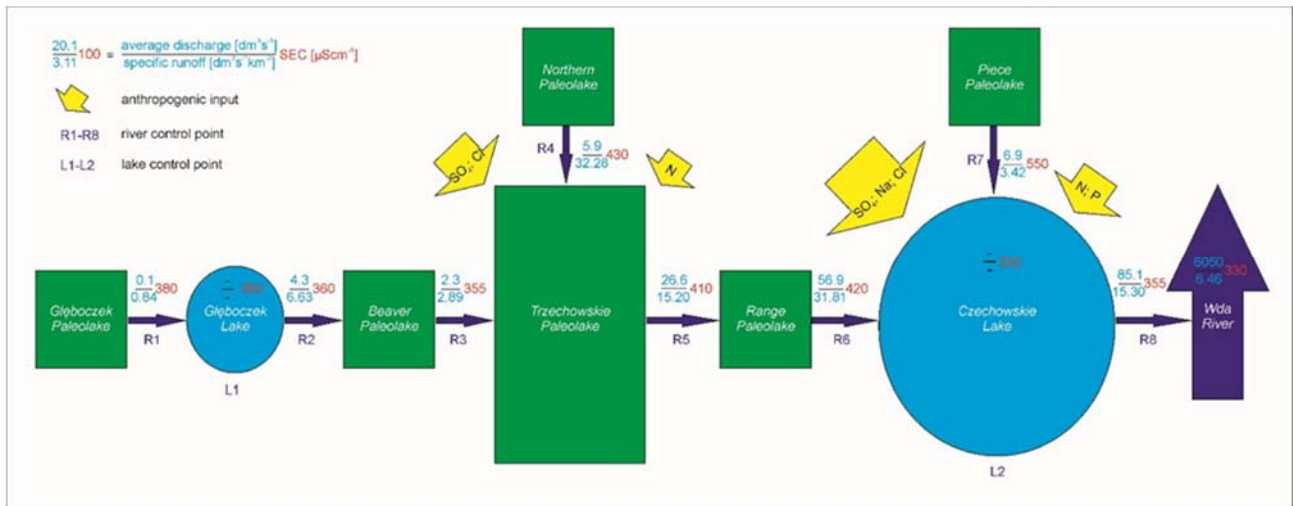 20.1
3.11
100 = average discharge [dm³s⁻¹]
specific runoff [dm³s⁻¹km⁻²]
SEC [µScm⁻¹]
anthropogenic input
R1-R8 river control point
L1-L2 lake control point
Northern
Paleolake
Piece
Paleolake
SO₄; Cl
R4
5.9
32.28
430
N
SO₄; Na; Cl
R7
6.9
3.42
550
N; P
Głęboczek
Paleolake
0.1
0.84
380
R1
Głęboczek
Lake
L1
4.3
6.63
360
R2
Beaver
Paleolake
2.3
2.89
355
R3
Trzechowskie
Paleolake
26.6
15.20
410
R5
Range
Paleolake
56.9
31.81
420
R6
Czechowskie
Lake
L2
85.1
15.30
355
R8
6050
6.46
330
Wda
River